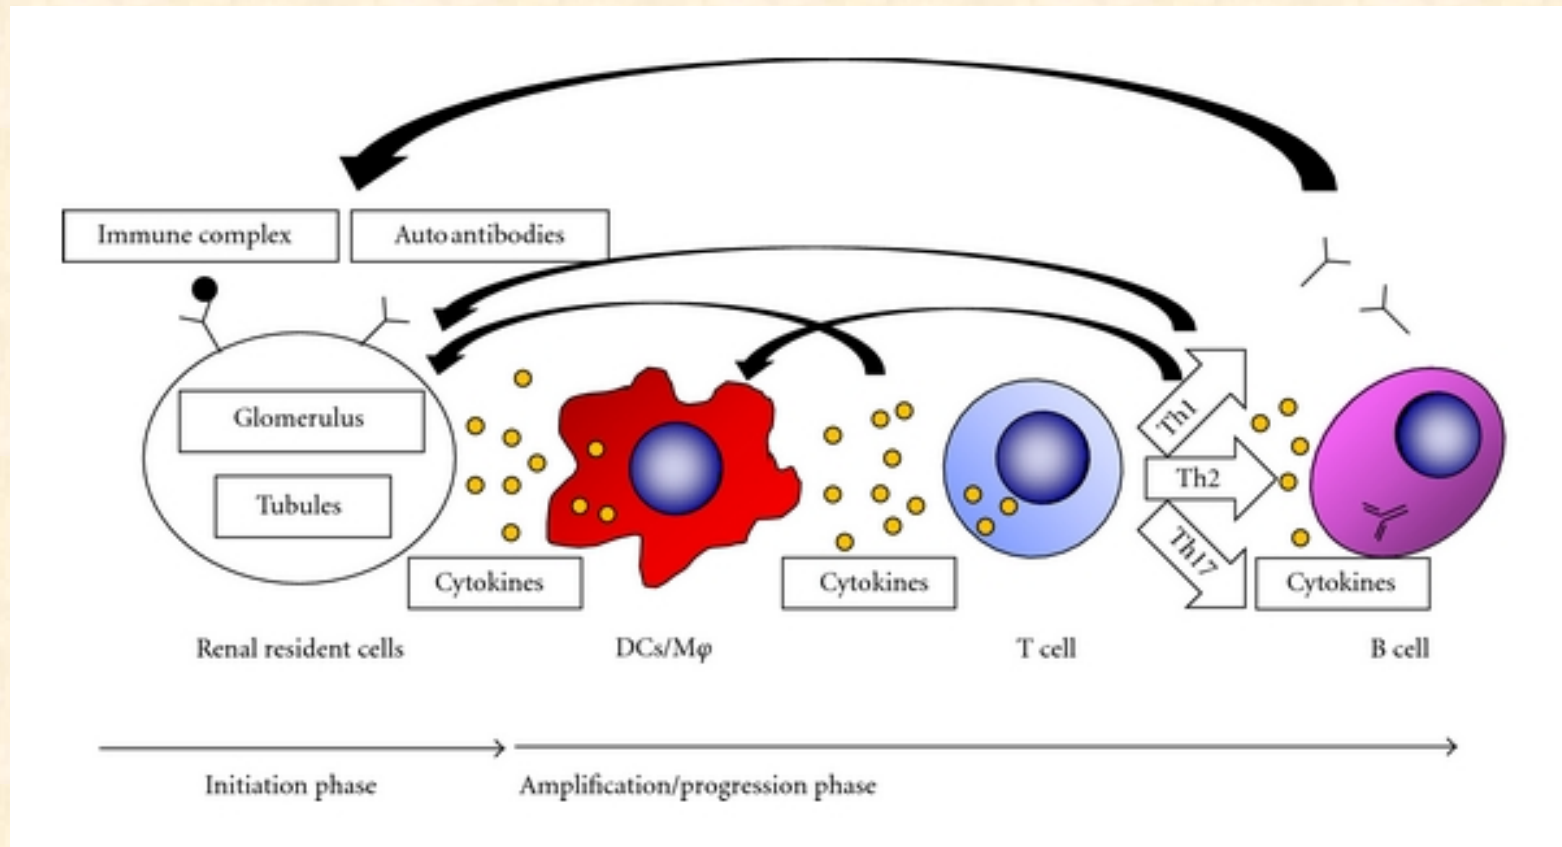 Immune complex
Autoantibodies
Glomerulus
Tubules
Th1
Th2
Th17
Cytokines
Cytokines
Cytokines
Renal resident cells
DCs/Mφ
T cell
B cell
Initiation phase
Amplification/progression phase